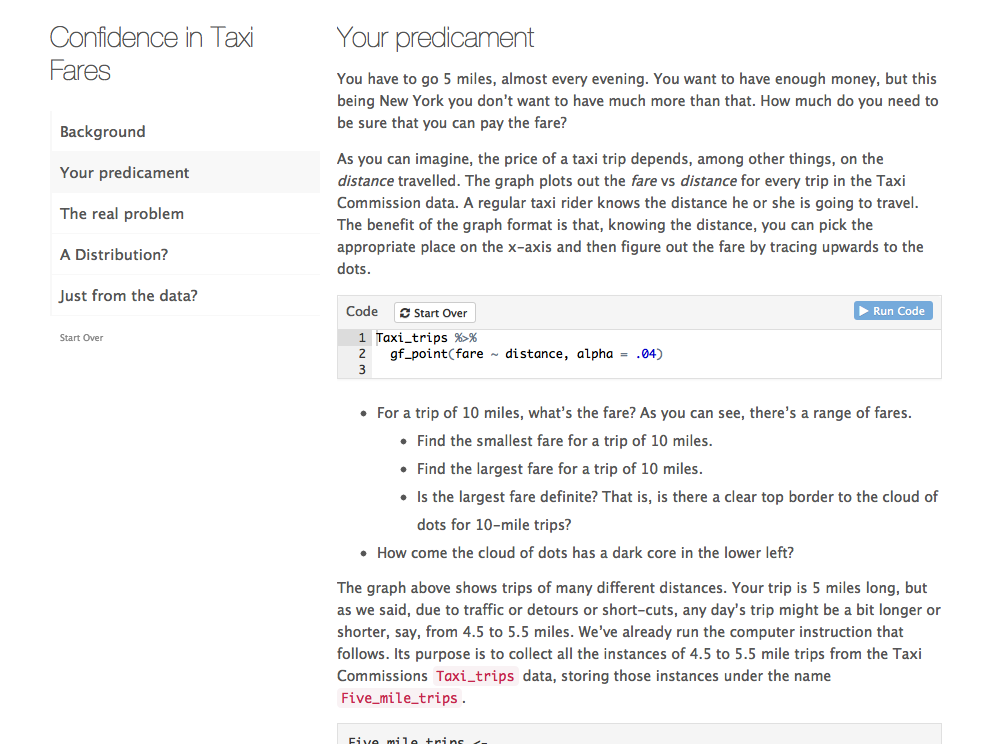 Confidence in Taxi
Fares
Background
Your predicament
The real problem
A Distribution?
Just from the data?
Start Over
Your predicament
You have to go 5 miles, almost every evening. You want to have enough money, but this
being New York you don’t want to have much more than that. How much do you need to
be sure that you can pay the fare?
As you can imagine, the price of a taxi trip depends, among other things, on the
distance travelled. The graph plots out the fare vs distance for every trip in the Taxi
Commission data. A regular taxi rider knows the distance he or she is going to travel.
The benefit of the graph format is that, knowing the distance, you can pick the
appropriate place on the x-axis and then figure out the fare by tracing upwards to the
dots.
Code Start Over Run Code
1 Taxi_trips %>%
2 gf_point(fare ~ distance, alpha = .04)
3
• For a trip of 10 miles, what’s the fare? As you can see, there’s a range of fares.
• Find the smallest fare for a trip of 10 miles.
• Find the largest fare for a trip of 10 miles.
• Is the largest fare definite? That is, is there a clear top border to the cloud of
dots for 10-mile trips?
• How come the cloud of dots has a dark core in the lower left?
The graph above shows trips of many different distances. Your trip is 5 miles long, but
as we said, due to traffic or detours or short-cuts, any day’s trip might be a bit longer or
shorter, say, from 4.5 to 5.5 miles. We’ve already run the computer instruction that
follows. Its purpose is to collect all the instances of 4.5 to 5.5 mile trips from the Taxi
Commissions Taxi_trips data, storing those instances under the name
Five_mile_trips.
Five_mile_trips <-